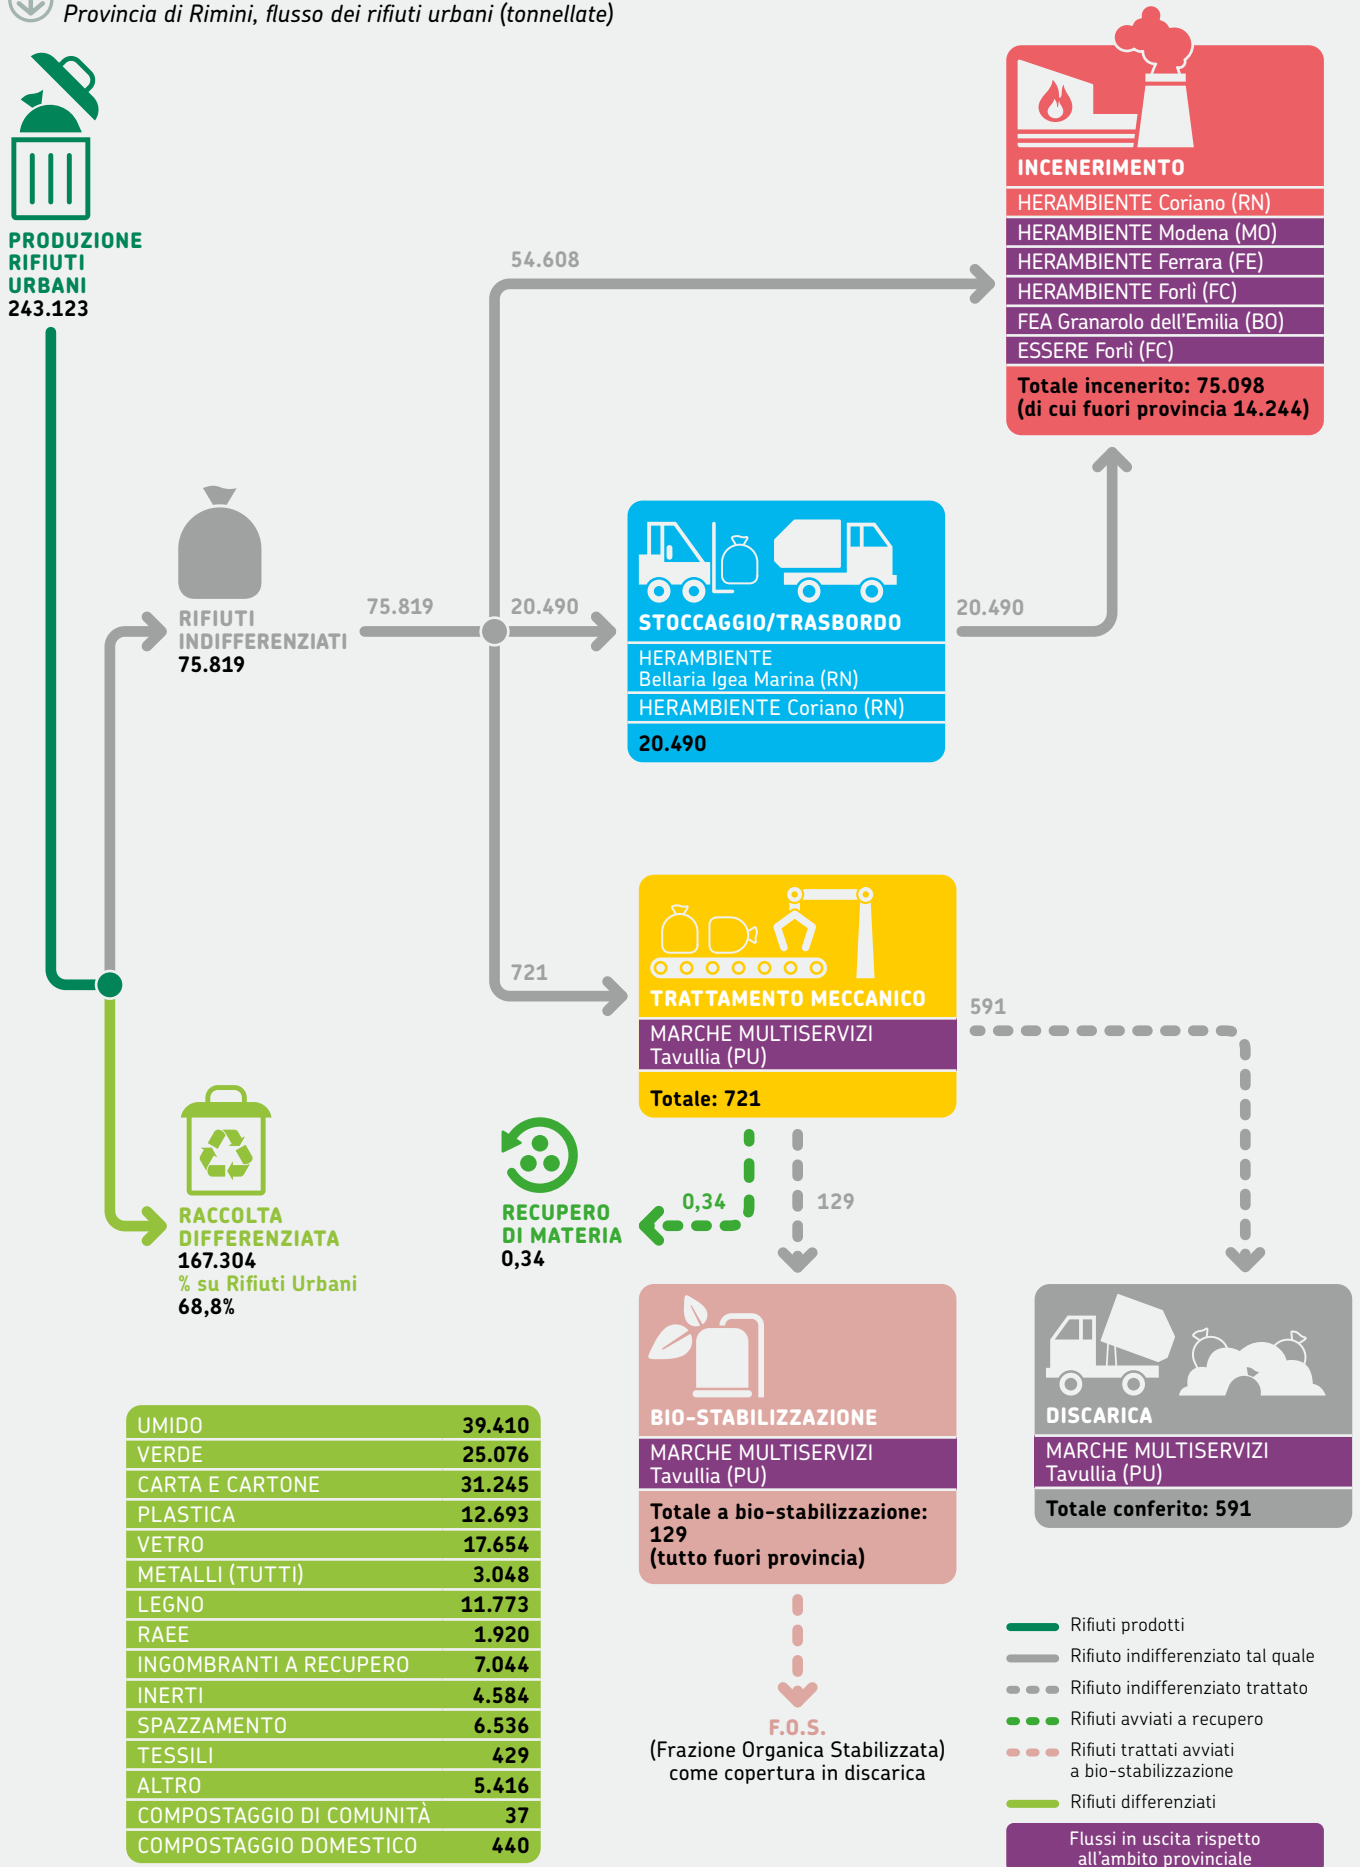 Provincia di Rimini, flusso dei rifiuti urbani (tonnellate)
PRODUZIONE
RIFIUTI
URBANI
243.123
RIFIUTI
INDIFFERENZIATI
75.819
75.819
54.608
20.490
721
INCENERIMENTO
HERAMBIENTE Coriano (RN)
HERAMBIENTE Modena (MO)
HERAMBIENTE Ferrara (FE)
HERAMBIENTE Forlì (FC)
FEA Granarolo dell'Emilia (BO)
ESSERE Forlì (FC)
Totale incenerito: 75.098
(di cui fuori provincia 14.244)
STOCCAGGIO/TRASBORDO
HERAMBIENTE
Bellaria Igea Marina (RN)
HERAMBIENTE Coriano (RN)
20.490
20.490
TRATTAMENTO MECCANICO
MARCHE MULTISERVIZI
Tavullia (PU)
Totale: 721
591
RACCOLTA
DIFFERENZIATA
167.304
% su Rifiuti Urbani
68,8%
RECUPERO
DI MATERIA
0,34
0,34
129
BIO-STABILIZZAZIONE
MARCHE MULTISERVIZI
Tavullia (PU)
Totale a bio-stabilizzazione:
129
(tutto fuori provincia)
DISCARICA
MARCHE MULTISERVIZI
Tavullia (PU)
Totale conferito: 591
F.O.S.
(Frazione Organica Stabilizzata)
come copertura in discarica
UMIDO 39.410
VERDE 25.076
CARTA E CARTONE 31.245
PLASTICA 12.693
VETRO 17.654
METALLI (TUTTI) 3.048
LEGNO 11.773
RAEE 1.920
INGOMBRANTI A RECUPERO 7.044
INERTI 4.584
SPAZZAMENTO 6.536
TESSILI 429
ALTRO 5.416
COMPOSTAGGIO DI COMUNITÀ 37
COMPOSTAGGIO DOMESTICO 440
Rifiuti prodotti
Rifiuto indifferenziato tal quale
Rifiuto indifferenziato trattato
Rifiuti avviati a recupero
Rifiuti trattati avviati
a bio-stabilizzazione
Rifiuti differenziati
Flussi in uscita rispetto
all'ambito provinciale